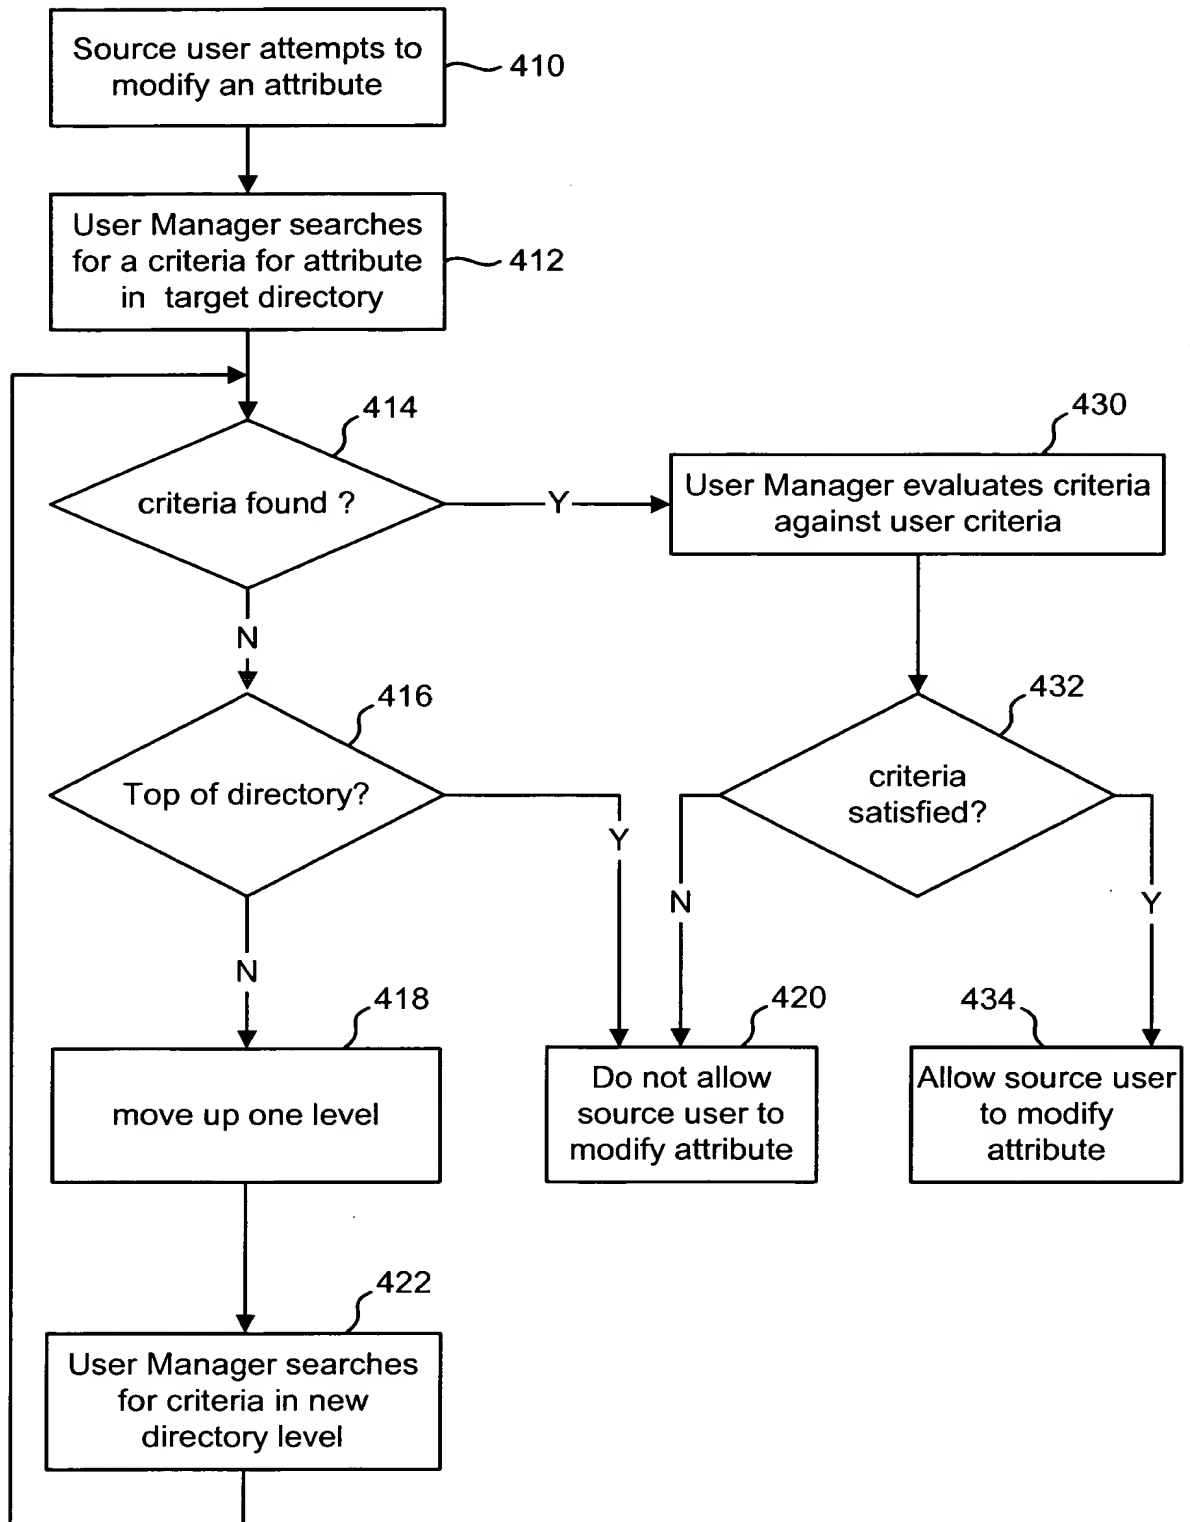 Source user attempts to
modify an attribute
410
User Manager searches
for a criteria for attribute
in target directory
412
414
criteria found ?
Y
430
User Manager evaluates criteria
against user criteria
N
416
Top of directory?
Y
432
criteria
satisfied?
N
Y
N
418
move up one level
420
Do not allow
source user to
modify attribute
434
Allow source user
to modify
attribute
422
User Manager searches
for criteria in new
directory level